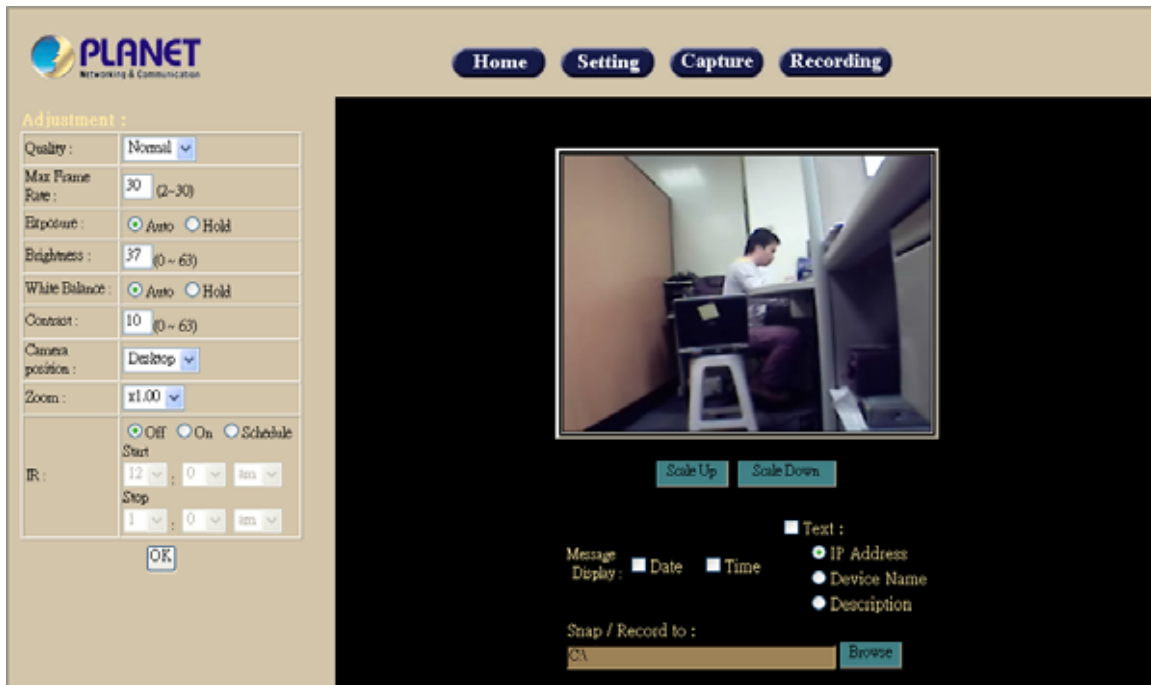 PLANET
Networking & Communication
Home Setting Capture Recording
Adjustment :
Quality : Normal
Max Frame Rate : 30 (2~30)
Exposure : Auto Hold
Brightness : 37 (0 ~ 63)
White Balance : Auto Hold
Contrast : 10 (0 ~ 63)
Camera position : Desktop
Zoom : x1.00
IR : Off On Schedule
Start
12 : 0 am
Stop
1 : 0 am
OK
Scale Up Scale Down
Message Display : Date Time
Text :
IP Address
Device Name
Description
Snap / Record to :
C:\ Browse